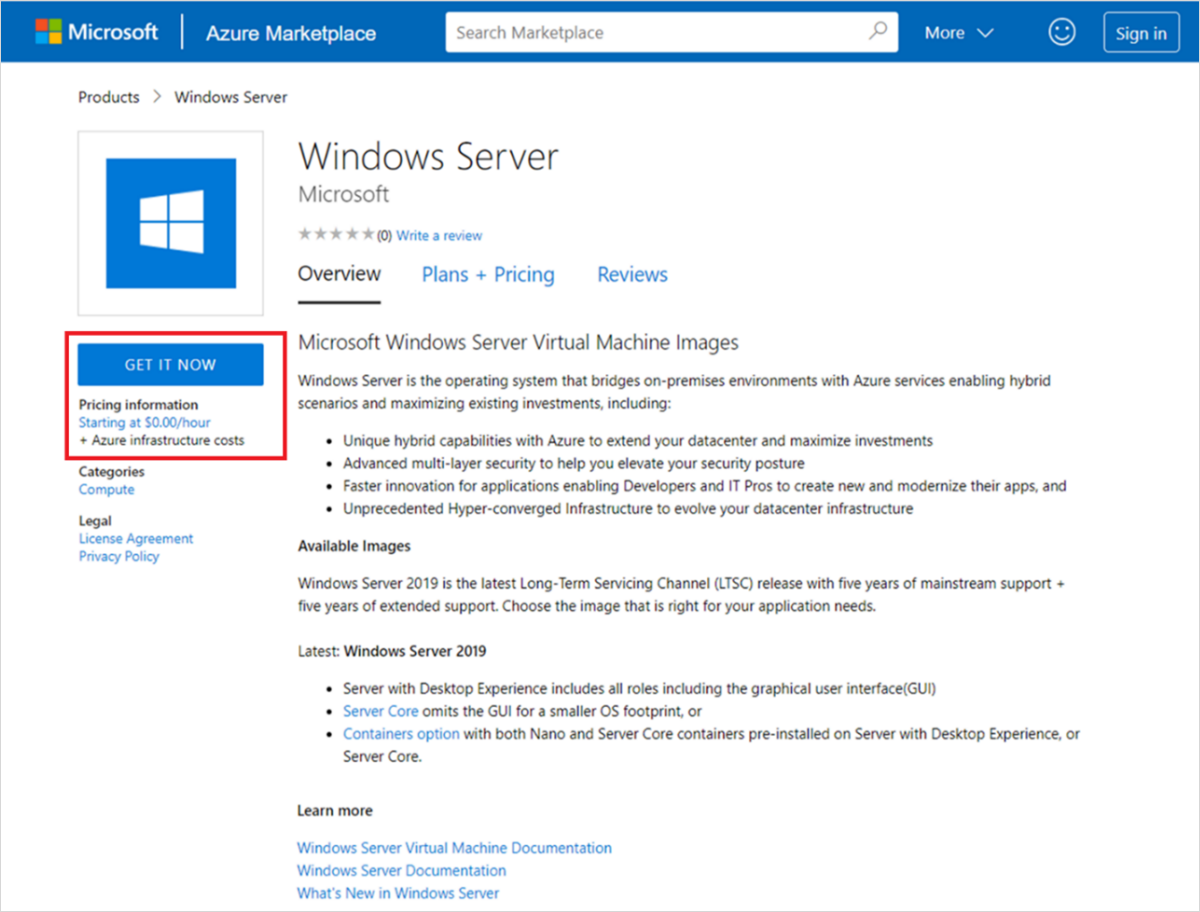 Microsoft
Azure Marketplace
Search Marketplace
More
Sign in
Products > Windows Server
Windows Server
Microsoft
(0) Write a review
Overview
Plans + Pricing
Reviews
GET IT NOW
Pricing information
Starting at $0.00/hour
+ Azure infrastructure costs
Categories
Compute
Legal
License Agreement
Privacy Policy
Microsoft Windows Server Virtual Machine Images
Windows Server is the operating system that bridges on-premises environments with Azure services enabling hybrid
scenarios and maximizing existing investments, including:
• Unique hybrid capabilities with Azure to extend your datacenter and maximize investments
• Advanced multi-layer security to help you elevate your security posture
• Faster innovation for applications enabling Developers and IT Pros to create new and modernize their apps, and
• Unprecedented Hyper-converged Infrastructure to evolve your datacenter infrastructure
Available Images
Windows Server 2019 is the latest Long-Term Servicing Channel (LTSC) release with five years of mainstream support +
five years of extended support. Choose the image that is right for your application needs.
Latest: Windows Server 2019
• Server with Desktop Experience includes all roles including the graphical user interface(GUI)
• Server Core omits the GUI for a smaller OS footprint, or
• Containers option with both Nano and Server Core containers pre-installed on Server with Desktop Experience, or
Server Core.
Learn more
Windows Server Virtual Machine Documentation
Windows Server Documentation
What's New in Windows Server